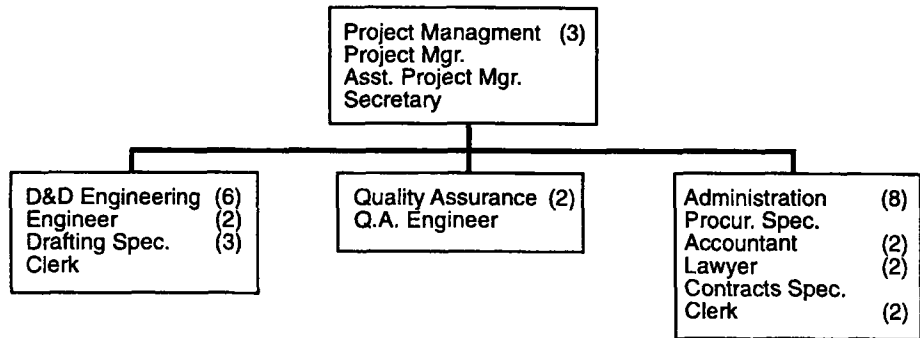 Project Managment (3)
Project Mgr.
Asst. Project Mgr.
Secretary
D&D Engineering (6)
Engineer (2)
Drafting Spec. (3)
Clerk
Quality Assurance (2)
Q.A. Engineer
Administration (8)
Procur. Spec.
Accountant (2)
Lawyer (2)
Contracts Spec.
Clerk (2)